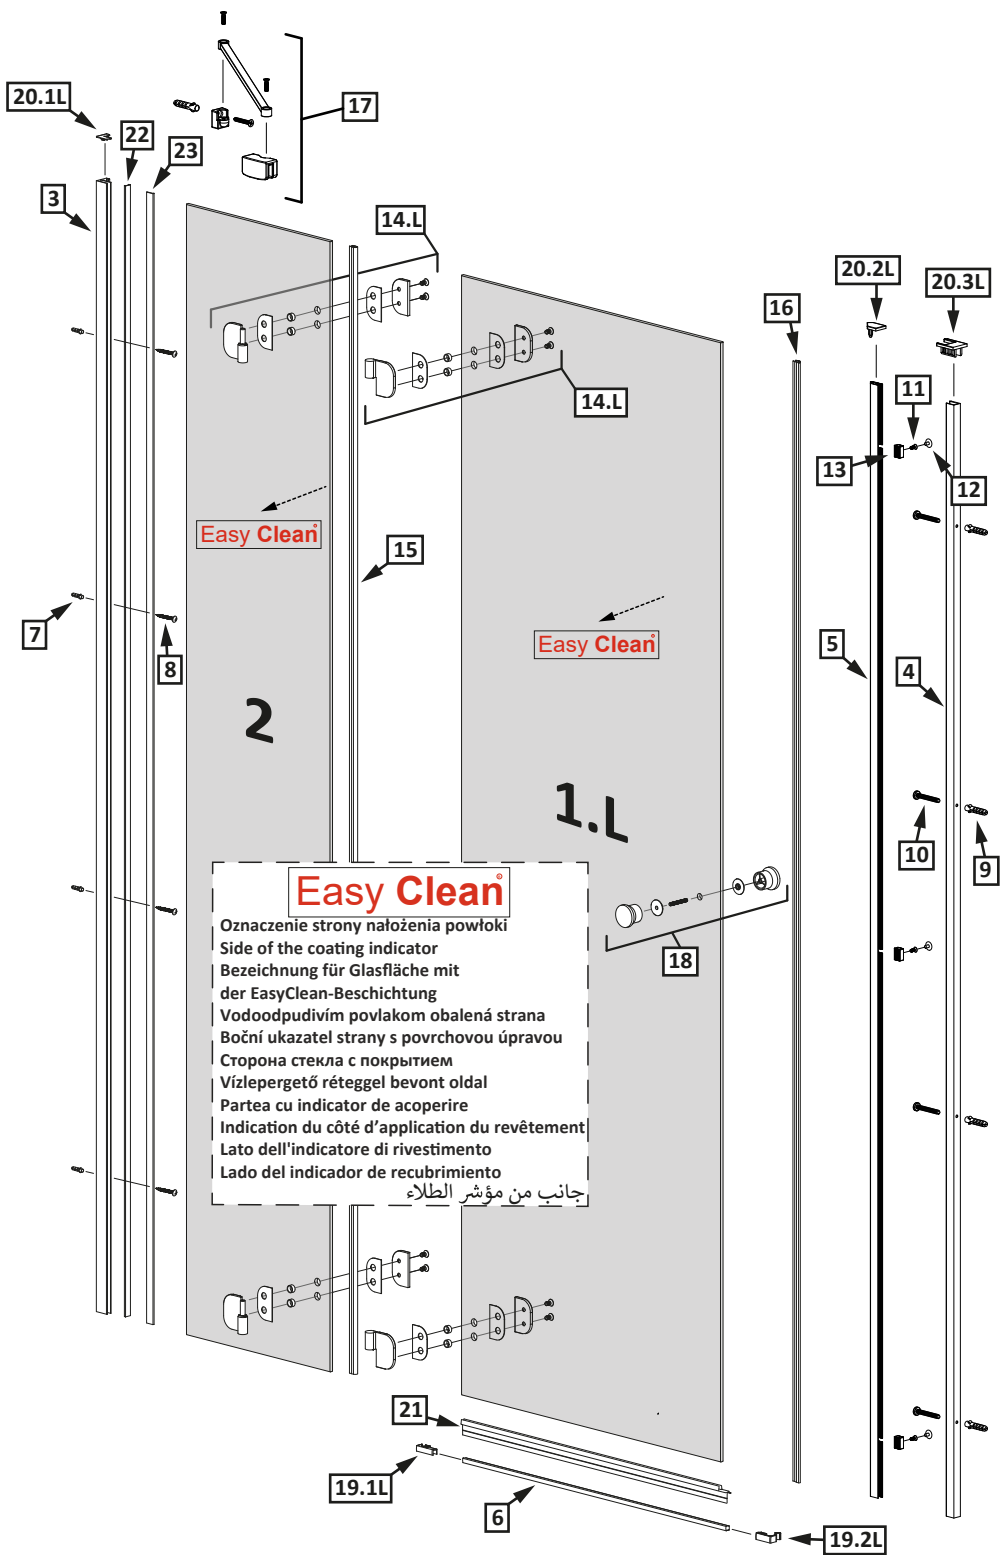 17
20.1L
22
23
3
14.L
20.2L
20.3L
16
14.L
11
13
12
Easy Clean
15
7
8
Easy Clean
5
4
2
1.L
10
9
18
Easy Clean
Oznaczenie strony nałożenia powłoki
Side of the coating indicator
Bezeichnung für Glasfläche mit
der EasyClean-Beschichtung
Vodoodpudivím povlakom obalená strana
Boční ukazatel strany s povrchovou úpravou
Сторона стекла с покрытием
Vízlepergető réteggel bevont oldal
Partea cu indicator de acoperire
Indication du côté d’application du revêtement
Lato dell'indicatore di rivestimento
Lado del indicador de recubrimiento
جانب من مؤشر الطلاء
21
19.1L
6
19.2L